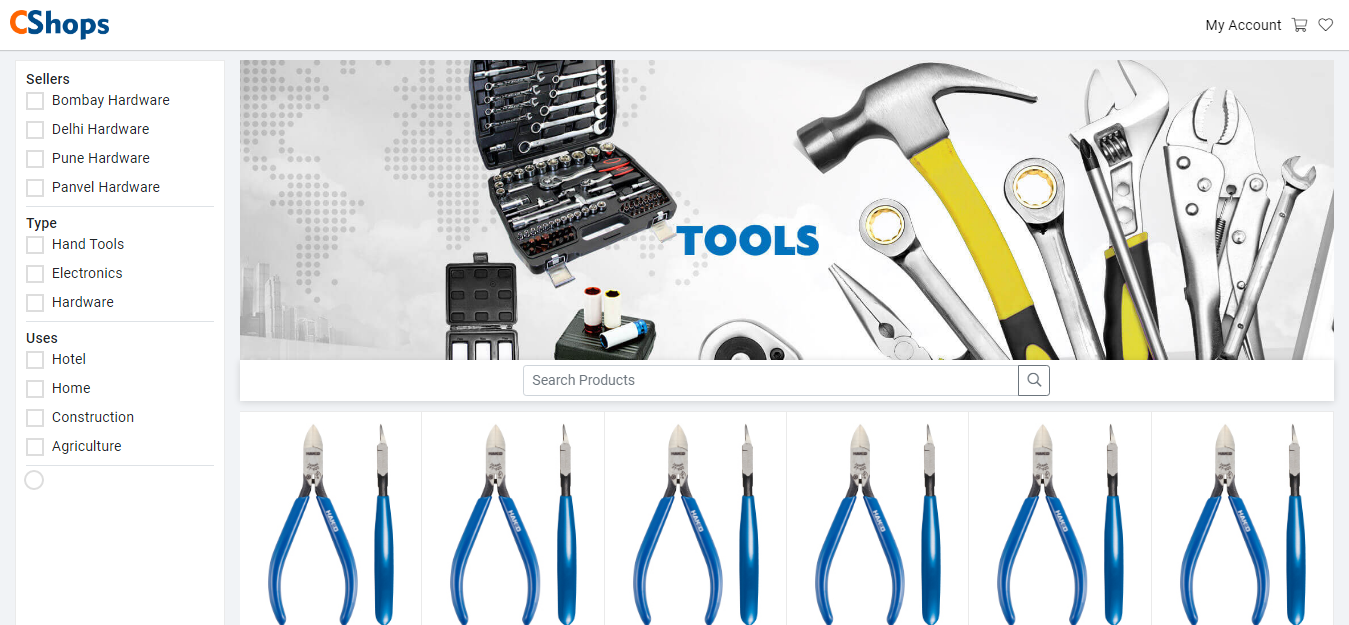 CShops
My Account
Sellers
Bombay Hardware
Delhi Hardware
Pune Hardware
Panvel Hardware
Type
Hand Tools
Electronics
Hardware
Uses
Hotel
Home
Construction
Agriculture
TOOLS
Search Products